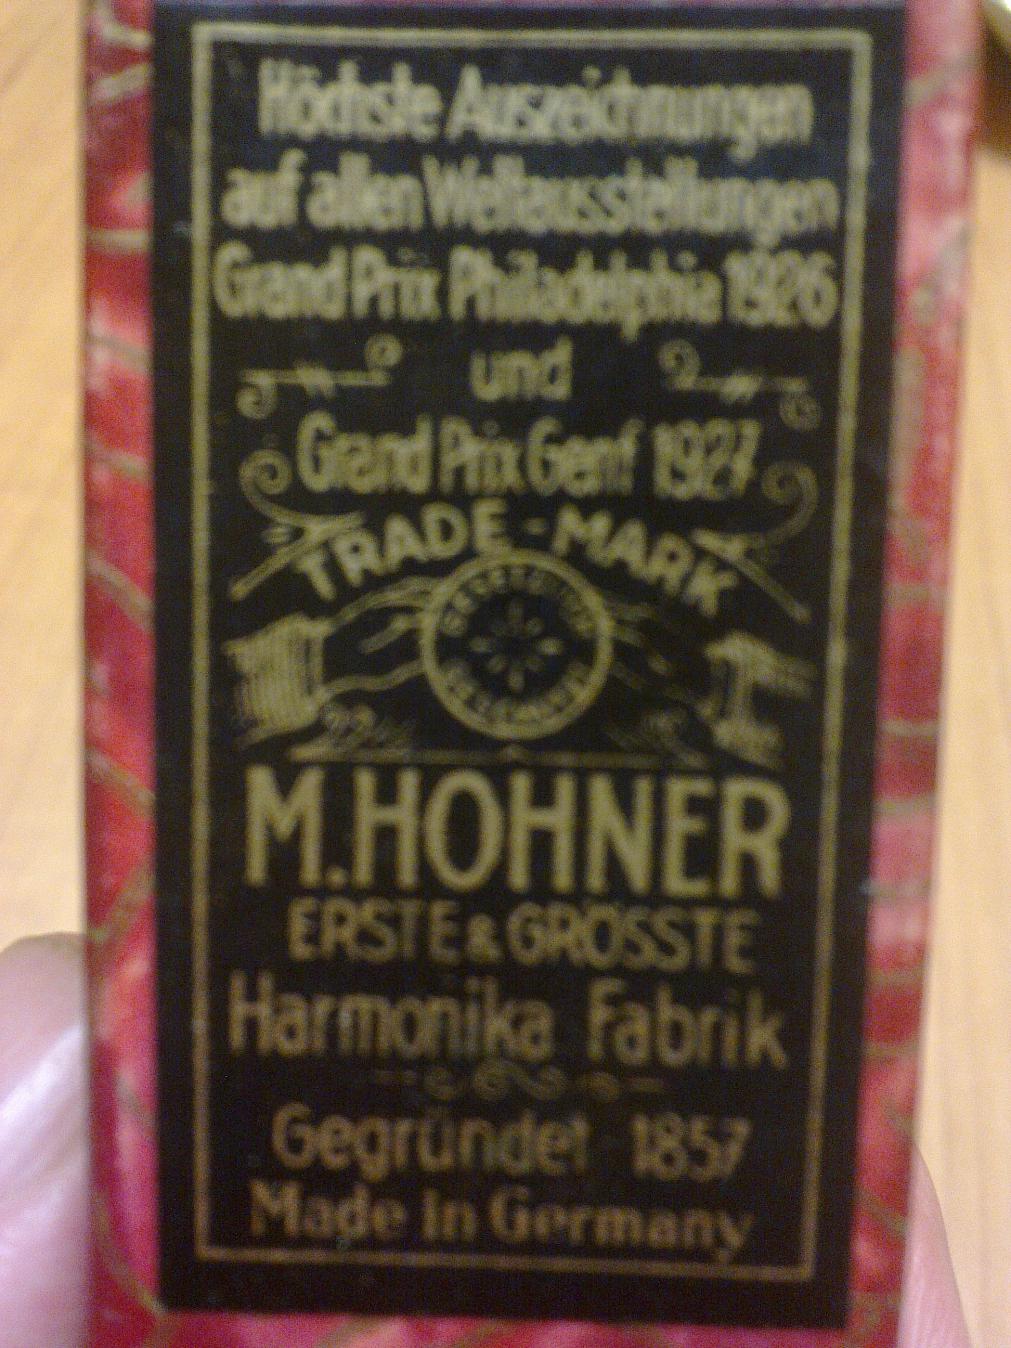 Höchste Auszeichnungen
auf allen Weltausstellungen
Grand Prix Philadelphia 1926
und
Grand Prix Genf 1927
TRADE-MARK
M.HOHNER
ERSTE & GRÖSSTE
Harmonika Fabrik
Gegründet 1857
Made in Germany